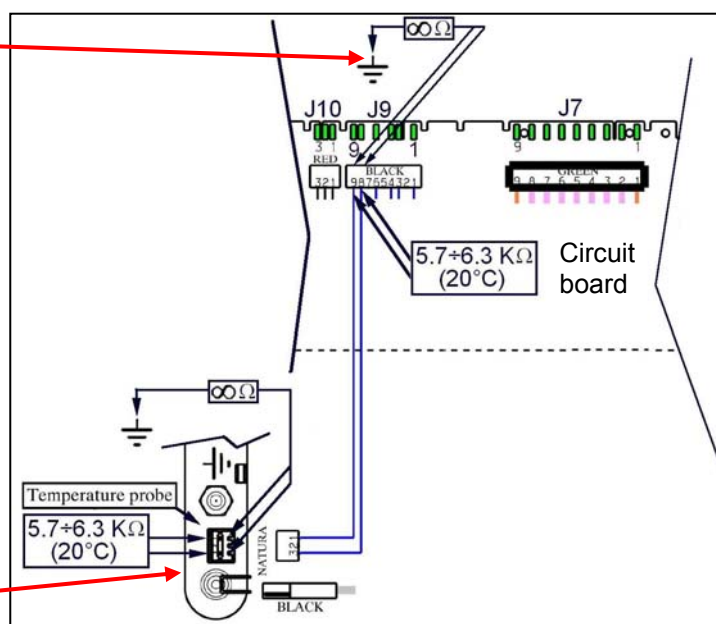 ∞Ω
J10 J9 J7
3 1 9 1 9 1
RED
321
BLACK
987654321
GREEN
9 8 7 6 5 4 3 2 1
5.7÷6.3 KΩ
(20°C)
Circuit
board
∞Ω
Temperature probe
5.7÷6.3 KΩ
(20°C)
NATURA
321
BLACK